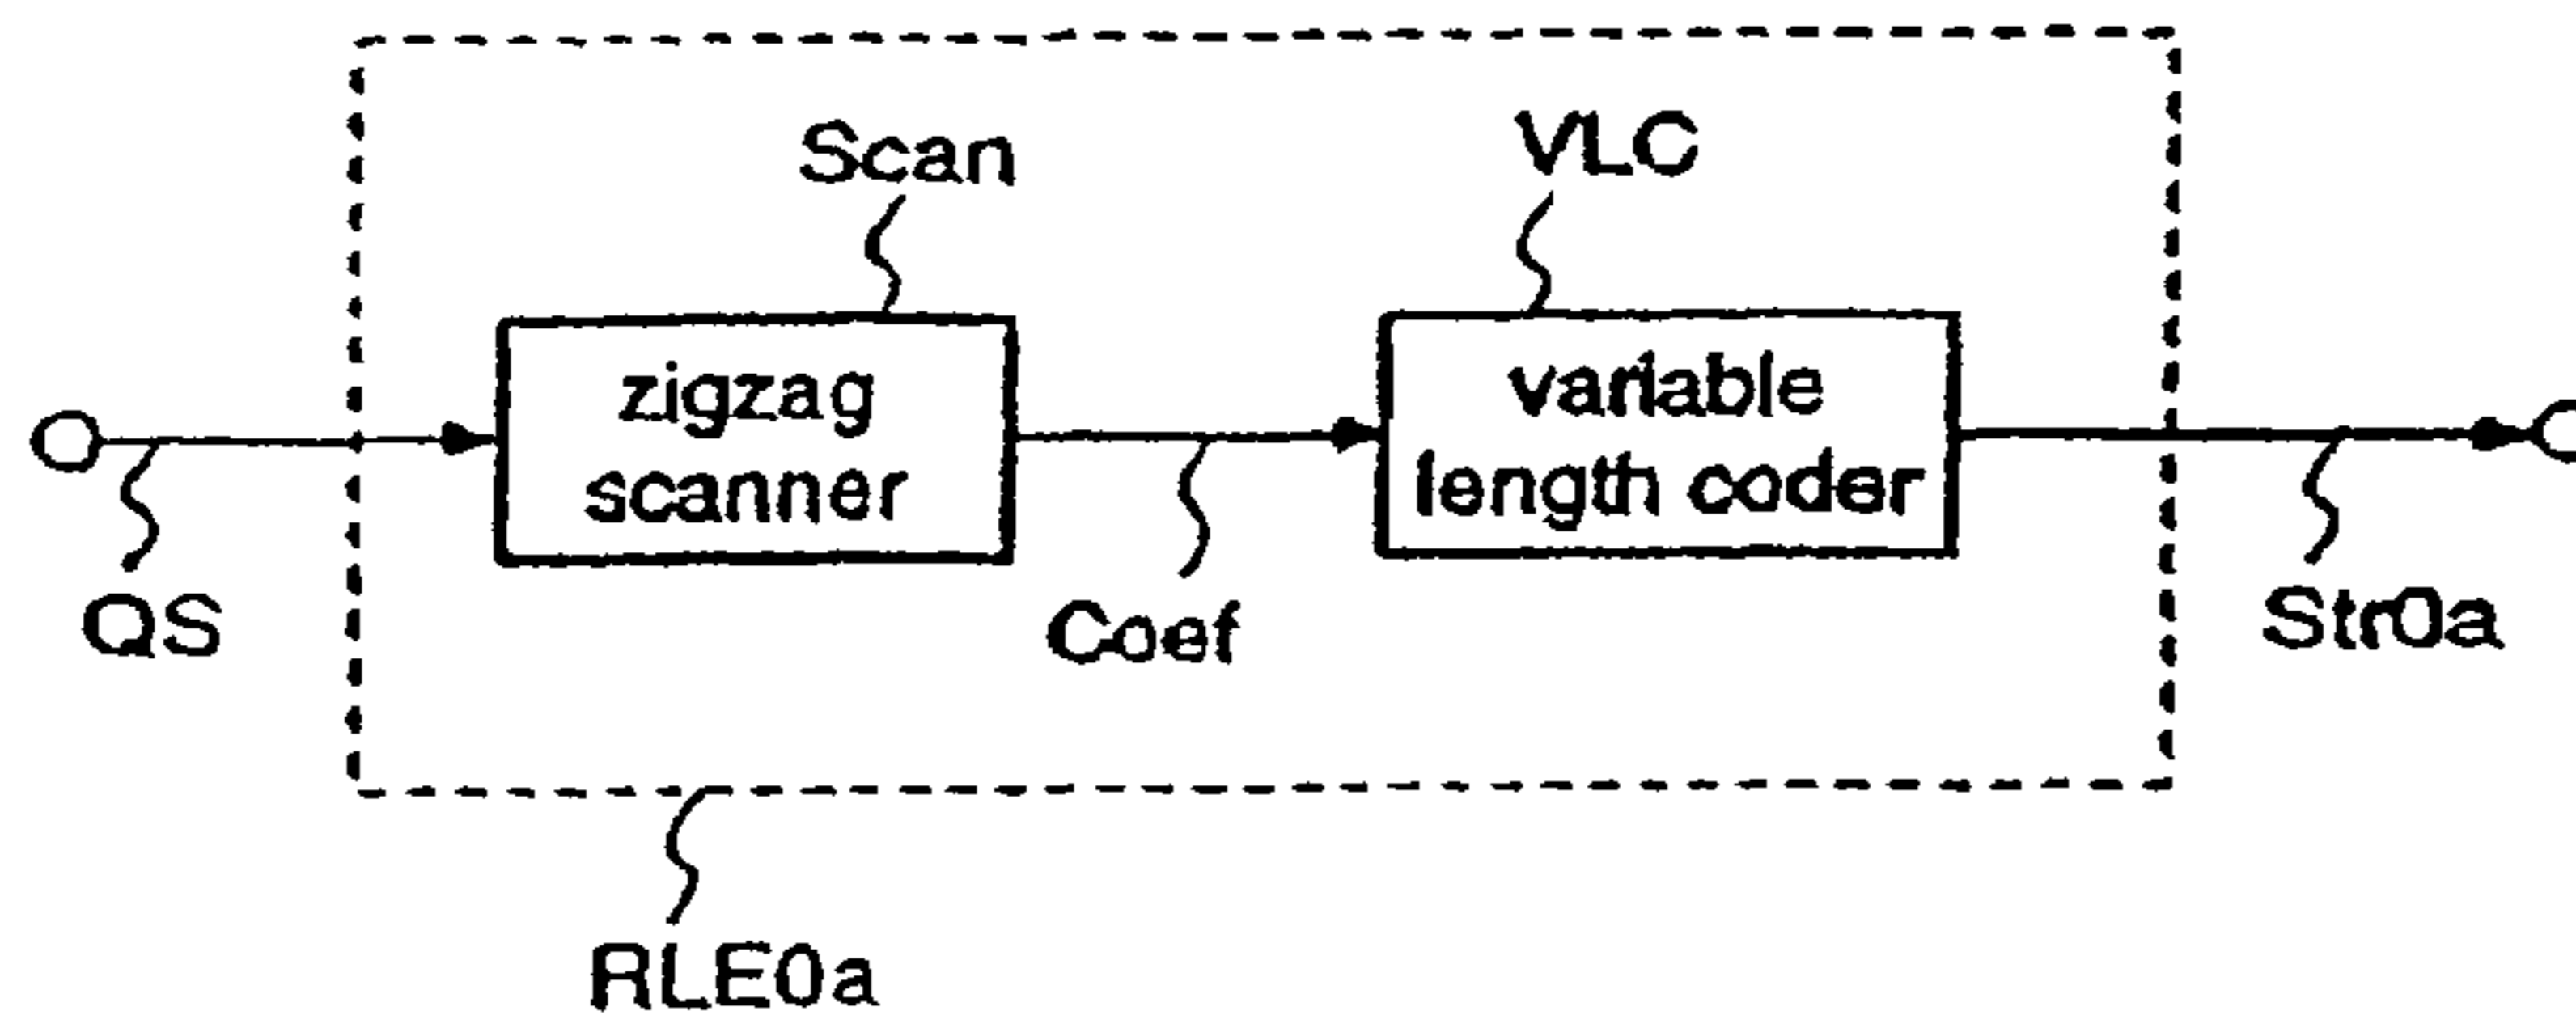 Scan
VLC
zigzag
scanner
variable
length coder
QS
Coef
Str0a
RLE0a